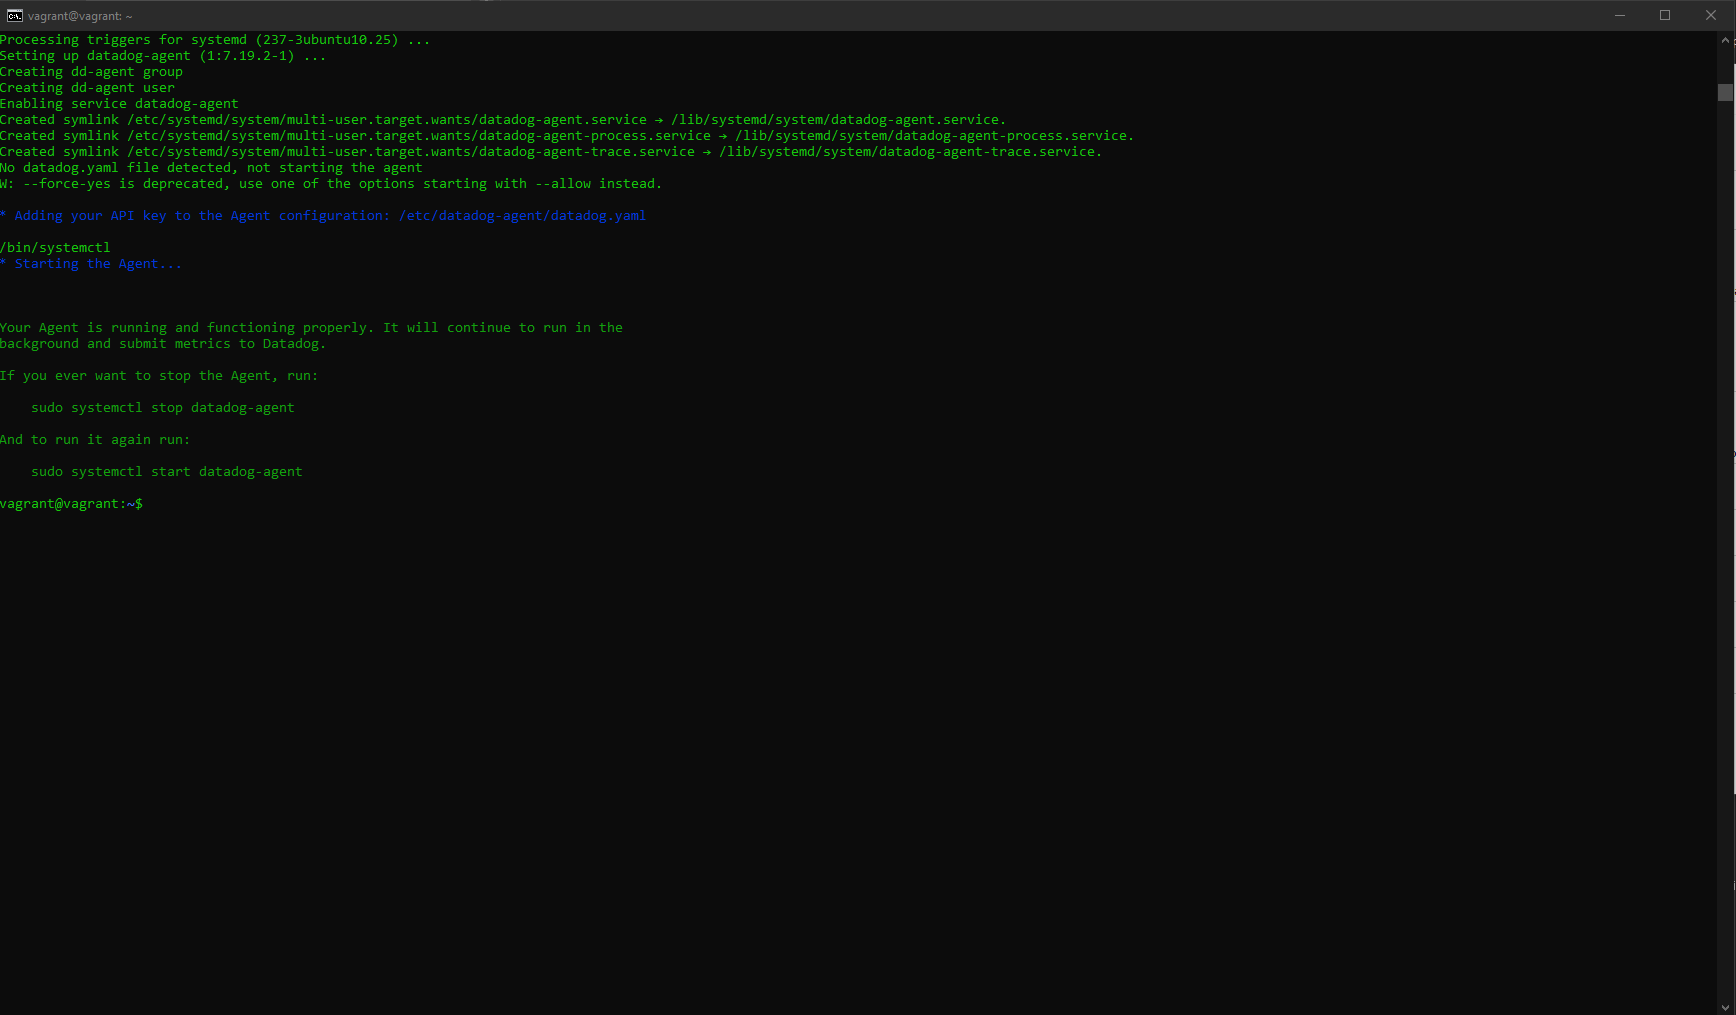 vagrant@vagrant: ~
Processing triggers for systemd (237-3ubuntu10.25) ...
Setting up datadog-agent (1:7.19.2-1) ...
Creating dd-agent group
Creating dd-agent user
Enabling service datadog-agent
Created symlink /etc/systemd/system/multi-user.target.wants/datadog-agent.service → /lib/systemd/system/datadog-agent.service.
Created symlink /etc/systemd/system/multi-user.target.wants/datadog-agent-process.service → /lib/systemd/system/datadog-agent-process.service.
Created symlink /etc/systemd/system/multi-user.target.wants/datadog-agent-trace.service → /lib/systemd/system/datadog-agent-trace.service.
No datadog.yaml file detected, not starting the agent
W: --force-yes is deprecated, use one of the options starting with --allow instead.
* Adding your API key to the Agent configuration: /etc/datadog-agent/datadog.yaml
/bin/systemctl
* Starting the Agent...
Your Agent is running and functioning properly. It will continue to run in the
background and submit metrics to Datadog.
If you ever want to stop the Agent, run:
sudo systemctl stop datadog-agent
And to run it again run:
sudo systemctl start datadog-agent
vagrant@vagrant:~$